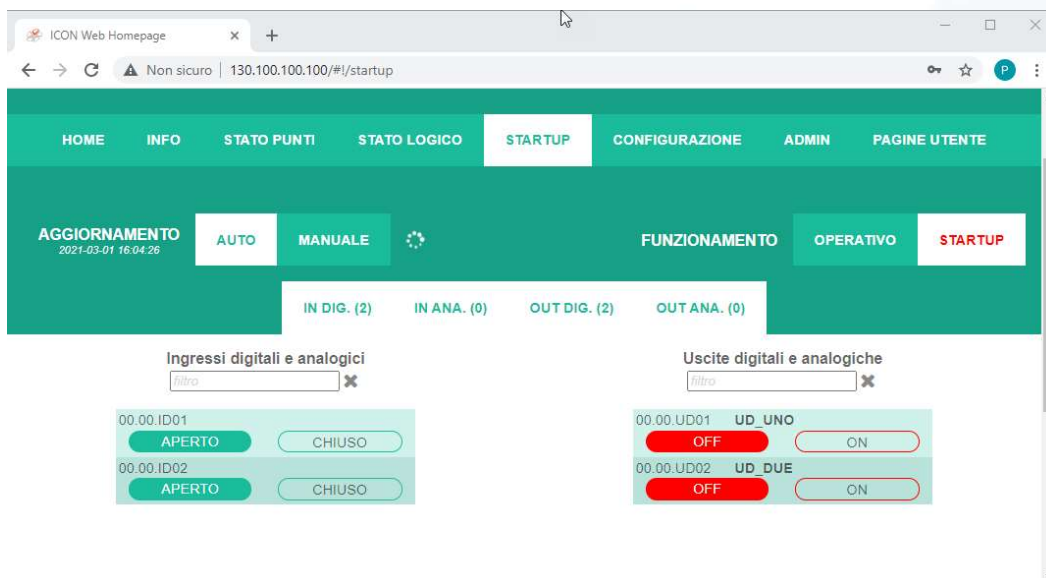 ICON Web Homepage
Non sicuro 130.100.100.100/#!/startup
P
HOME INFO STATO PUNTI STATO LOGICO STARTUP CONFIGURAZIONE ADMIN PAGINE UTENTE
AGGIORNAMENTO AUTO MANUALE FUNZIONAMENTO OPERATIVO STARTUP
2021-03-01 16:04:26
IN DIG. (2) IN ANA. (0) OUT DIG. (2) OUT ANA. (0)
Ingressi digitali e analogici
filtro
00.00.ID01
APERTO CHIUSO
00.00.ID02
APERTO CHIUSO
Uscite digitali e analogiche
filtro
00.00.UD01 UD_UNO
OFF ON
00.00.UD02 UD_DUE
OFF ON